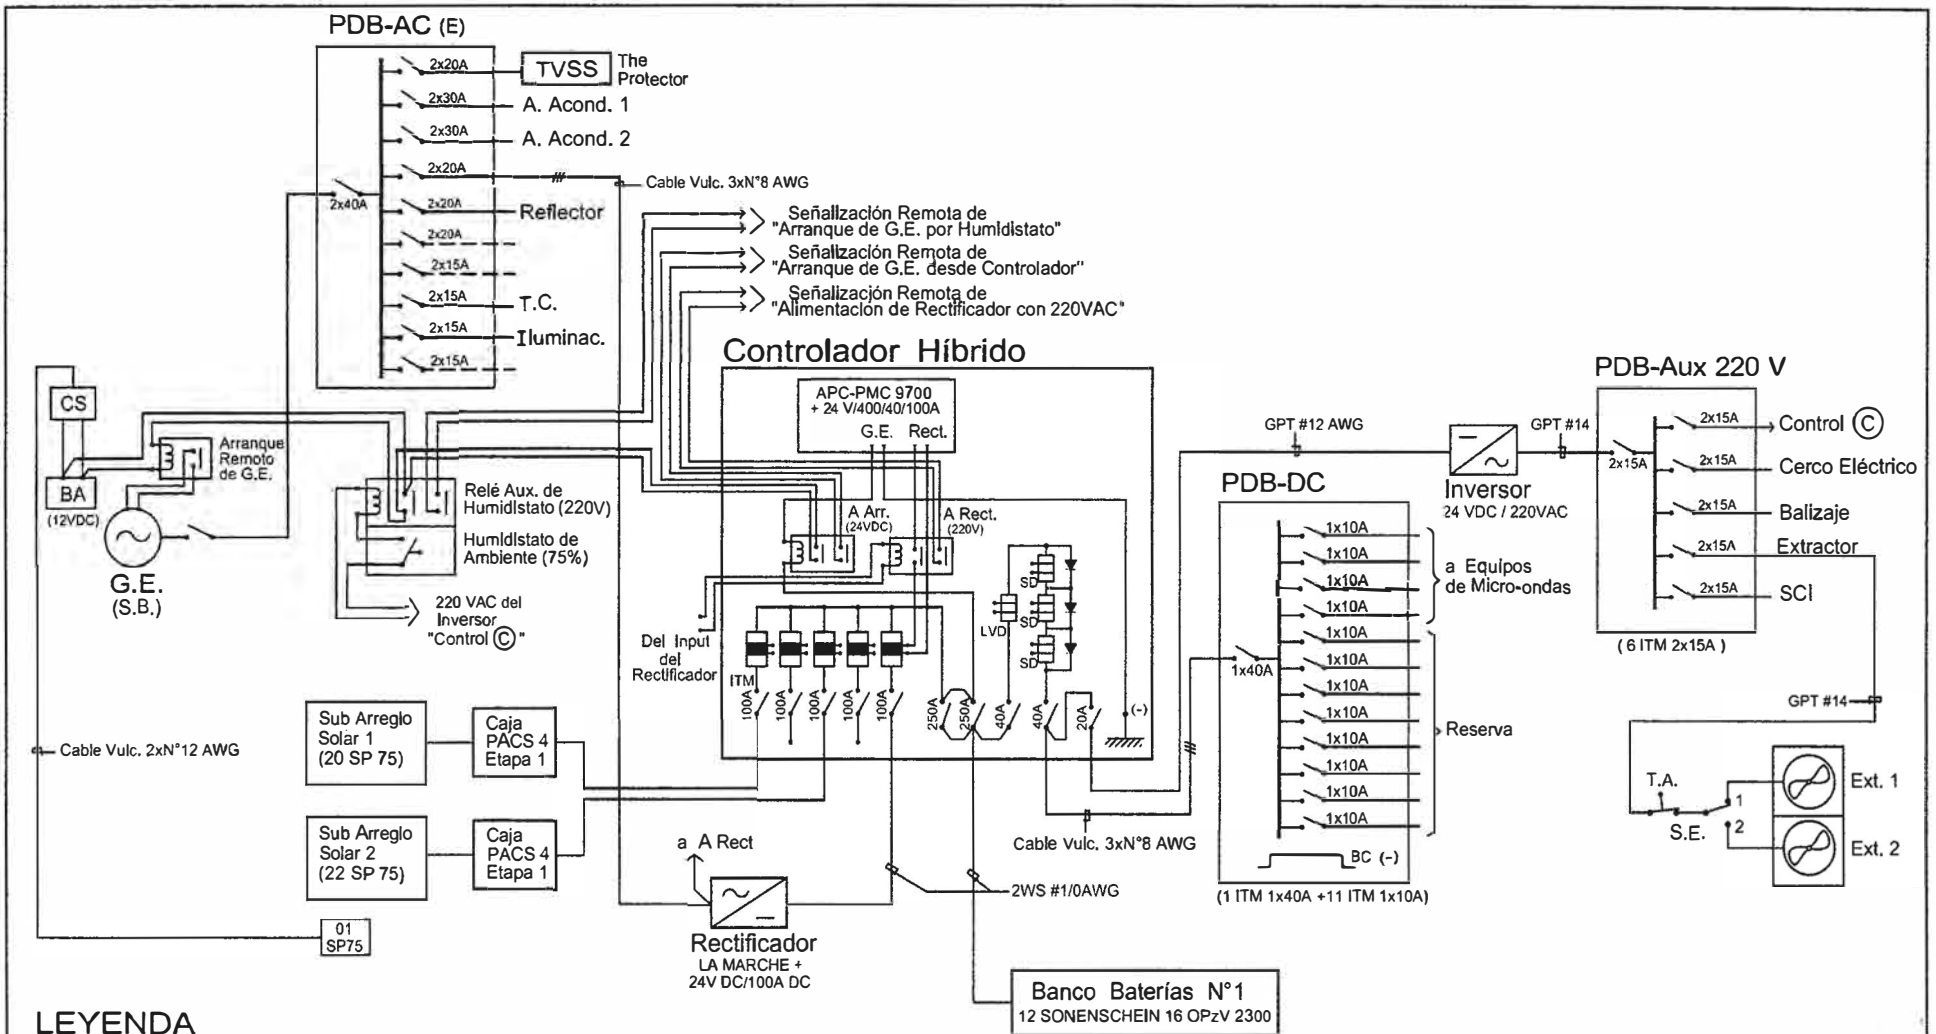 PDB-AC (E)
2x20A
TVSS
The
Protector
2x30A
A. Acond. 1
2x30A
A. Acond. 2
2x20A
Cable Vulc. 3xN°8 AWG
2x40A
2x20A
Reflector
2x20A
2x15A
2x15A
T.C.
2x15A
Iluminac.
2x15A
Señalización Remota de
"Arranque de G.E. por Humidistato"
Señalización Remota de
"Arranque de G.E. desde Controlador"
Señalización Remota de
"Alimentación de Rectificador con 220VAC"
Controlador Híbrido
APC-PMC 9700
+ 24 V/400/40/100A
G.E. Rect.
A Arr.
(24VDC)
A Rect.
(220V)
SD
SD
SD
LVD
Del Input
del
Rectificador
ITM
100A
100A
100A
100A
100A
250A
250A
40A
40A
20A
(-)
CS
BA
(12VDC)
Arranque
Remoto
de G.E.
G.E.
(S.B.)
Relé Aux. de
Humidistato (220V)
Humidistato de
Ambiente (75%)
220 VAC del
Inversor
"Control C "
Sub Arreglo
Solar 1
(20 SP 75)
Caja
PACS 4
Etapa 1
Cable Vulc. 2xN°12 AWG
Sub Arreglo
Solar 2
(22 SP 75)
Caja
PACS 4
Etapa 1
01
SP75
a A Rect
Rectificador
LA MARCHE +
24V DC/100A DC
2WS #1/0AWG
Cable Vulc. 3xN°8 AWG
Banco Baterías N°1
12 SONENSCHEIN 16 OPzV 2300
GPT #12 AWG
Inversor
24 VDC / 220VAC
GPT #14
PDB-DC
1x40A
1x10A
1x10A
1x10A
1x10A
a Equipos
de Micro-ondas
1x10A
1x10A
1x10A
1x10A
1x10A
1x10A
1x10A
1x10A
Reserva
BC (-)
(1 ITM 1x40A +11 ITM 1x10A)
PDB-Aux 220 V
2x15A
2x15A
Control C
2x15A
Cerco Eléctrico
2x15A
Balizaje
2x15A
Extractor
2x15A
SCI
( 6 ITM 2x15A )
GPT #14
T.A.
S.E.
1
2
Ext. 1
Ext. 2
LEYENDA